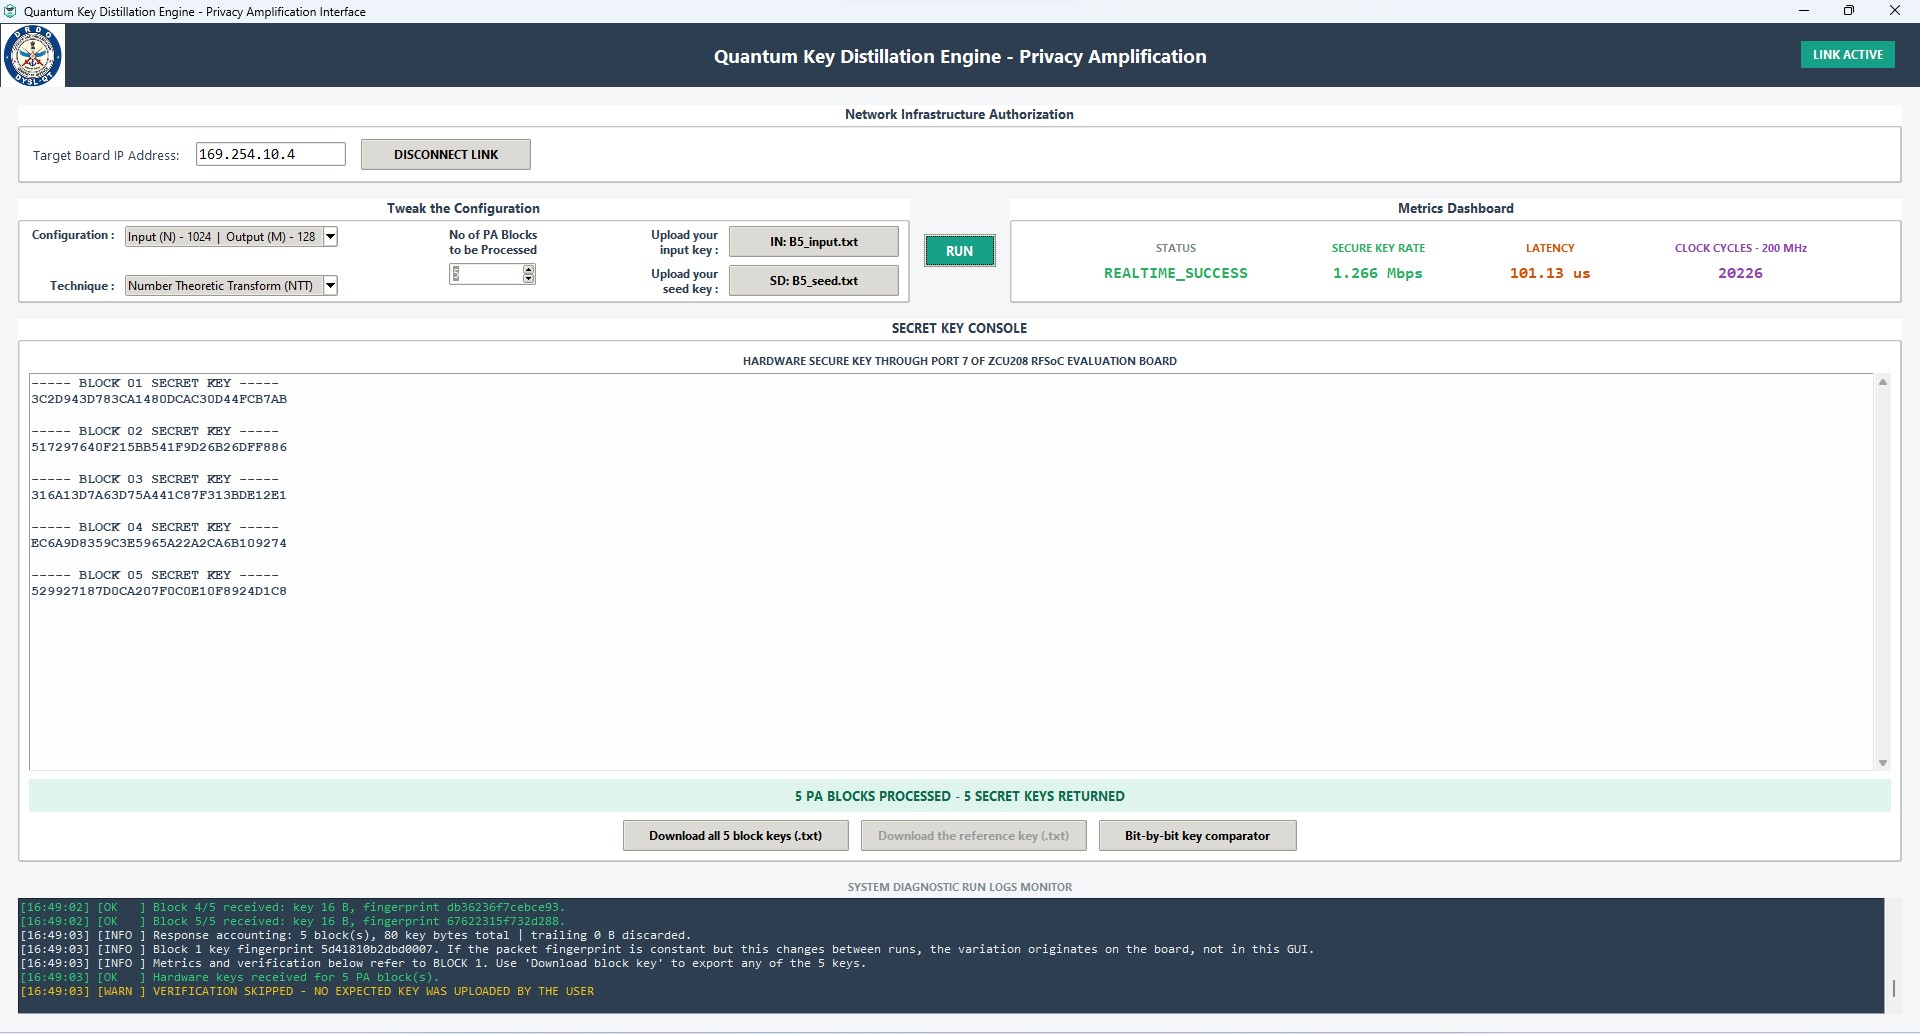 Quantum Key Distillation Engine - Privacy Amplification Interface
DRDO
DYSL-QT
Quantum Key Distillation Engine - Privacy Amplification
LINK ACTIVE
Network Infrastructure Authorization
Target Board IP Address: 169.254.10.4 DISCONNECT LINK
Tweak the Configuration
Configuration : Input (N) - 1024 | Output (M) - 128
Technique : Number Theoretic Transform (NTT)
No of PA Blocks
to be Processed
5
Upload your
input key :
IN: B5_input.txt
Upload your
seed key :
SD: B5_seed.txt
RUN
Metrics Dashboard
STATUS SECURE KEY RATE LATENCY CLOCK CYCLES - 200 MHz
REALTIME_SUCCESS 1.266 Mbps 101.13 us 20226
SECRET KEY CONSOLE
HARDWARE SECURE KEY THROUGH PORT 7 OF ZCU208 RFSoC EVALUATION BOARD
----- BLOCK 01 SECRET KEY -----
3C2D943D783CA1480DCAC30D44FCB7AB
----- BLOCK 02 SECRET KEY -----
517297640F215BB541F9D26B26DFF886
----- BLOCK 03 SECRET KEY -----
316A13D7A63D75A441C87F313BDE12E1
----- BLOCK 04 SECRET KEY -----
EC6A9D8359C3E5965A22A2CA6B109274
----- BLOCK 05 SECRET KEY -----
529927187D0CA207F0C0E10F8924D1C8
5 PA BLOCKS PROCESSED - 5 SECRET KEYS RETURNED
Download all 5 block keys (.txt) Download the reference key (.txt) Bit-by-bit key comparator
SYSTEM DIAGNOSTIC RUN LOGS MONITOR
[16:49:02] [OK   ] Block 4/5 received: key 16 B, fingerprint db36236f7cebce93.
[16:49:02] [OK   ] Block 5/5 received: key 16 B, fingerprint 67622315f732d288.
[16:49:03] [INFO ] Response accounting: 5 block(s), 80 key bytes total | trailing 0 B discarded.
[16:49:03] [INFO ] Block 1 key fingerprint 5d41810b2dbd0007. If the packet fingerprint is constant but this changes between runs, the variation originates on the board, not in this GUI.
[16:49:03] [INFO ] Metrics and verification below refer to BLOCK 1. Use 'Download block key' to export any of the 5 keys.
[16:49:03] [OK   ] Hardware keys received for 5 PA block(s).
[16:49:03] [WARN ] VERIFICATION SKIPPED - NO EXPECTED KEY WAS UPLOADED BY THE USER